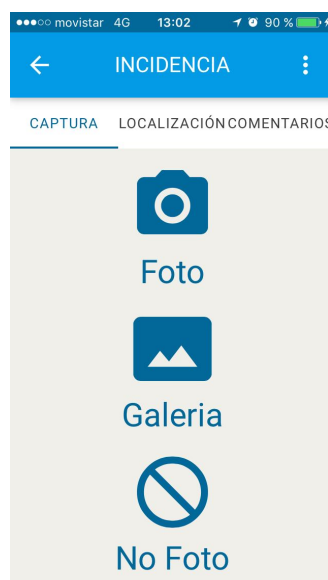 movistar 4G 13:02 90 %
INCIDENCIA
CAPTURA LOCALIZACIÓN COMENTARIOS
Foto
Galeria
No Foto